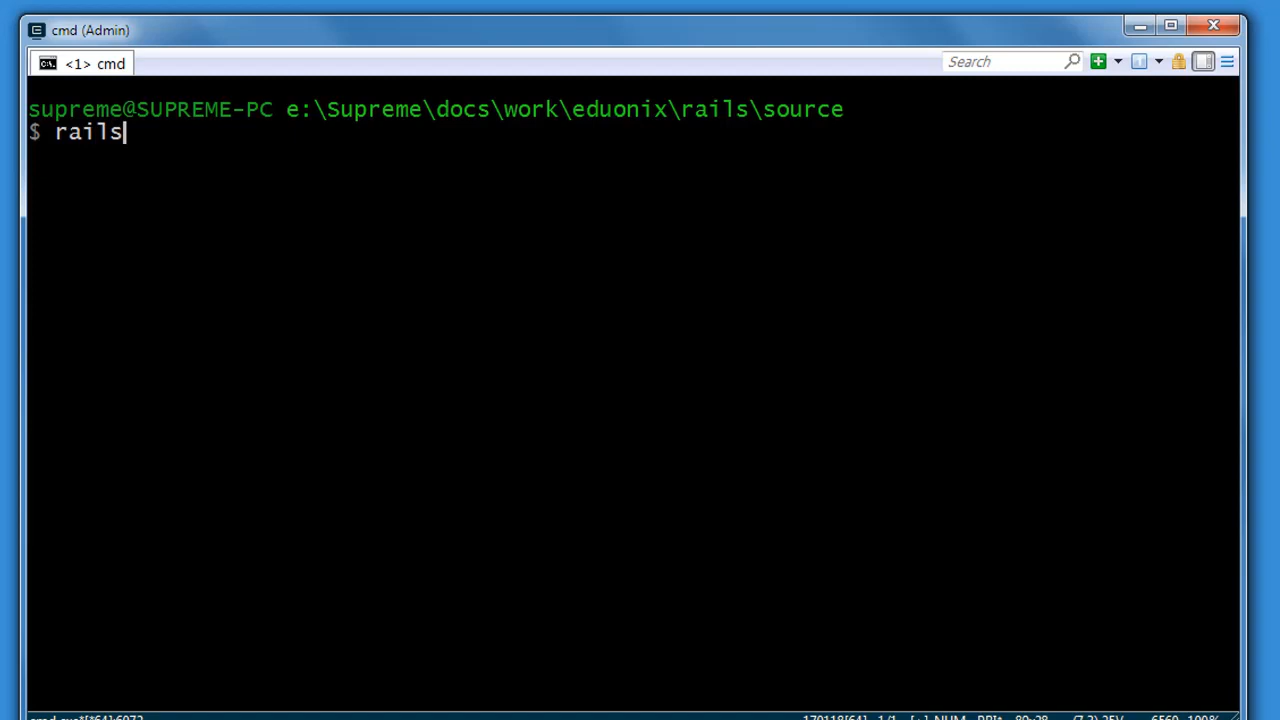 cmd (Admin)
<1> cmd
Search
supreme@SUPREME-PC e:\Supreme\docs\work\eduonix\rails\source
$ rails